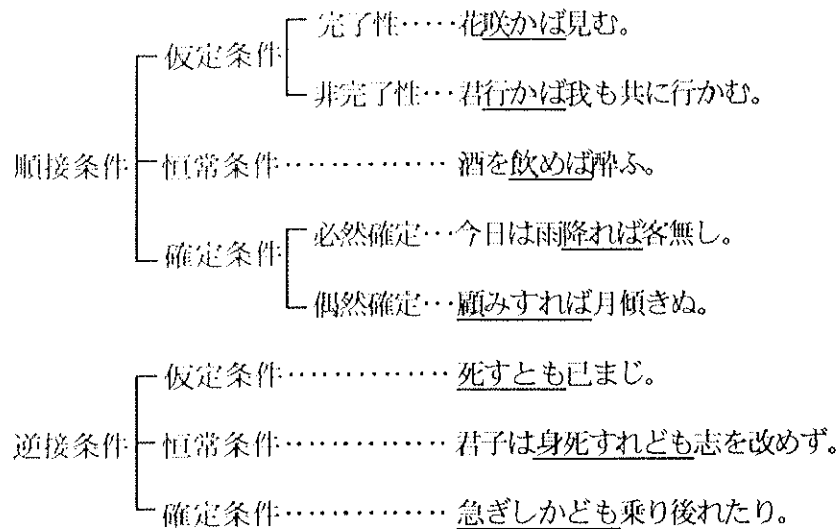 完了性‥‥‥花咲かば見む。
仮定条件
非完了性‥‥君行かば我も共に行かむ。
順接条件
恒常条件‥‥‥‥‥‥‥酒を飲めば酔ふ。
必然確定‥‥今日は雨降れば客無し。
確定条件
偶然確定‥‥顧みすれば月傾きぬ。
仮定条件‥‥‥‥‥‥‥死すとも已まじ。
逆接条件
恒常条件‥‥‥‥‥‥‥君子は身死すれども志を改めず。
確定条件‥‥‥‥‥‥‥急ぎしかども乗り後れたり。